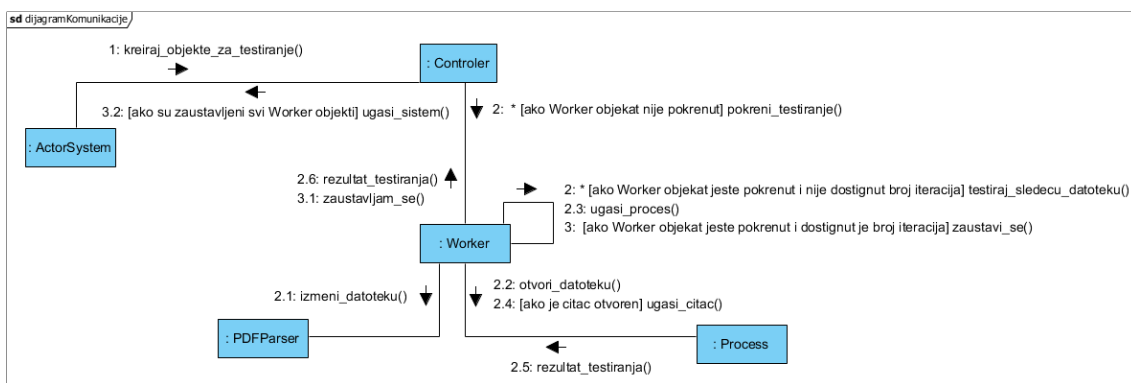 sd dijagramKomunikacije
1: kreiraj_objekte_za_testiranje()
: Controler
3.2: [ako su zaustavljeni svi Worker objekti] ugasi_sistem()
2: * [ako Worker objekat nije pokrenut] pokreni_testiranje()
: ActorSystem
2.6: rezultat_testiranja()
3.1: zaustavljam_se()
2: * [ako Worker objekat jeste pokrenut i nije dostignut broj iteracija] testiraj_sledecu_datoteku()
2.3: ugasi_proces()
3: [ako Worker objekat jeste pokrenut i dostignut je broj iteracija] zaustavi_se()
: Worker
2.1: izmeni_datoteku()
2.2: otvori_datoteku()
2.4: [ako je citac otvoren] ugasi_citac()
: PDFParser
: Process
2.5: rezultat_testiranja()